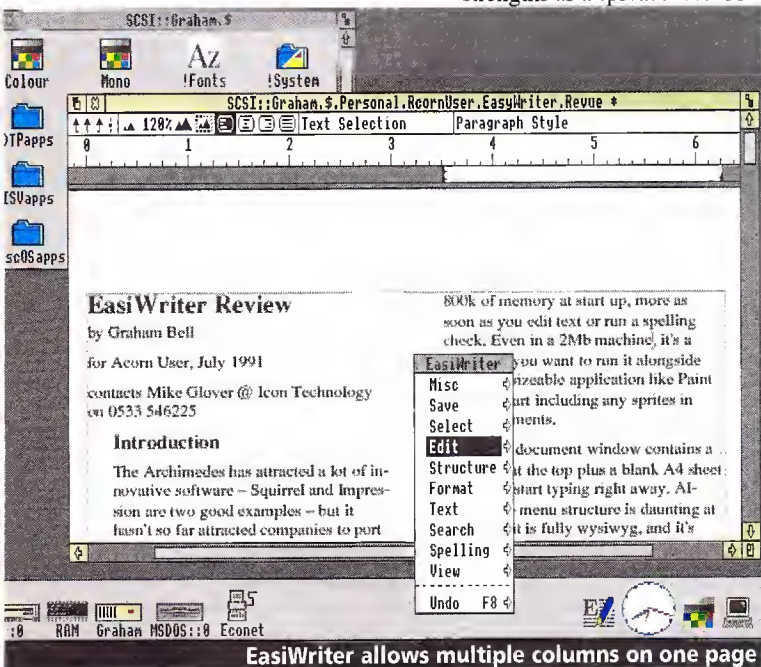 SCSI::Graham.$
Colour
Mono
!Fonts
!System
SCSI::Graham.$.Personal.AcornUser.EasyWriter.Revue *
120%
Text Selection
Paragraph Style
0 1 2 3 4 5 6
EasiWriter Review
by Graham Bell
for Acorn User, July 1991
contacts Mike Glover @ Icon Technology
on 0533 546225
Introduction
The Archimedes has attracted a lot of in-
novative software – Squirrel and Impres-
sion are two good examples – but it
hasn't so far attracted companies to port
800k of memory at start up, more as
soon as you edit text or run a spelling
check. Even in a 2Mb machine, it's a
you want to run it alongside
izeable application like Paint
art including any sprites in
ments.
document window contains a
at the top plus a blank A4 sheet
start typing right away. Al-
menu structure is daunting at
it is fully wysiwyg, and it's
EasiWriter
Misc
Save
Select
Edit
Structure
Format
Text
Search
Spelling
View
Undo F8
:0
RAM
Graham
MSDOS::0
Econet
EasiWriter allows multiple columns on one page